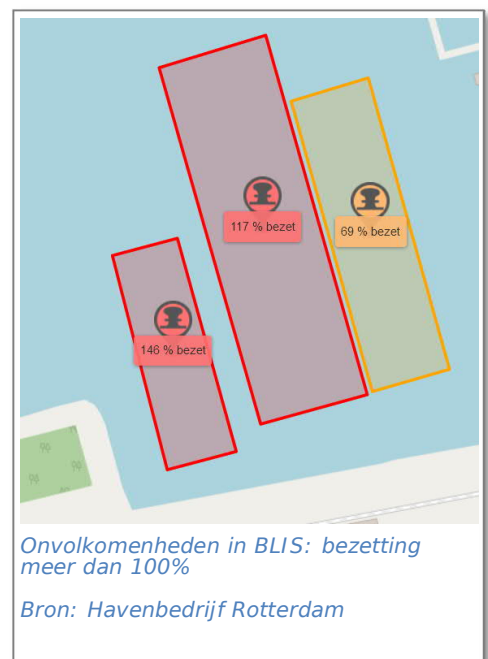 117 % bezet
69 % bezet
146 % bezet
Onvolkomenheden in BLIS: bezetting
meer dan 100%
Bron: Havenbedrijf Rotterdam